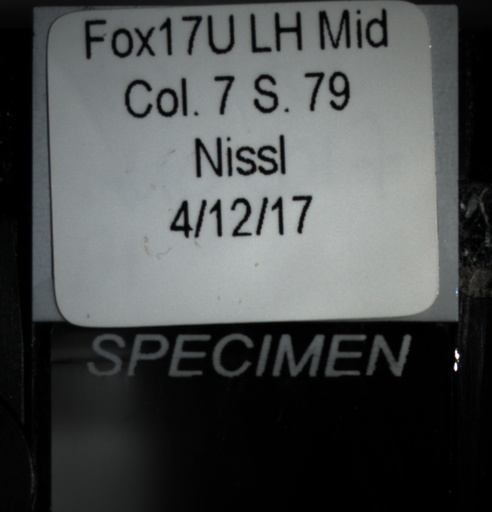 Fox17U LH Mid
Col. 7 S. 79
Nissl
4/12/17
SPECIMEN